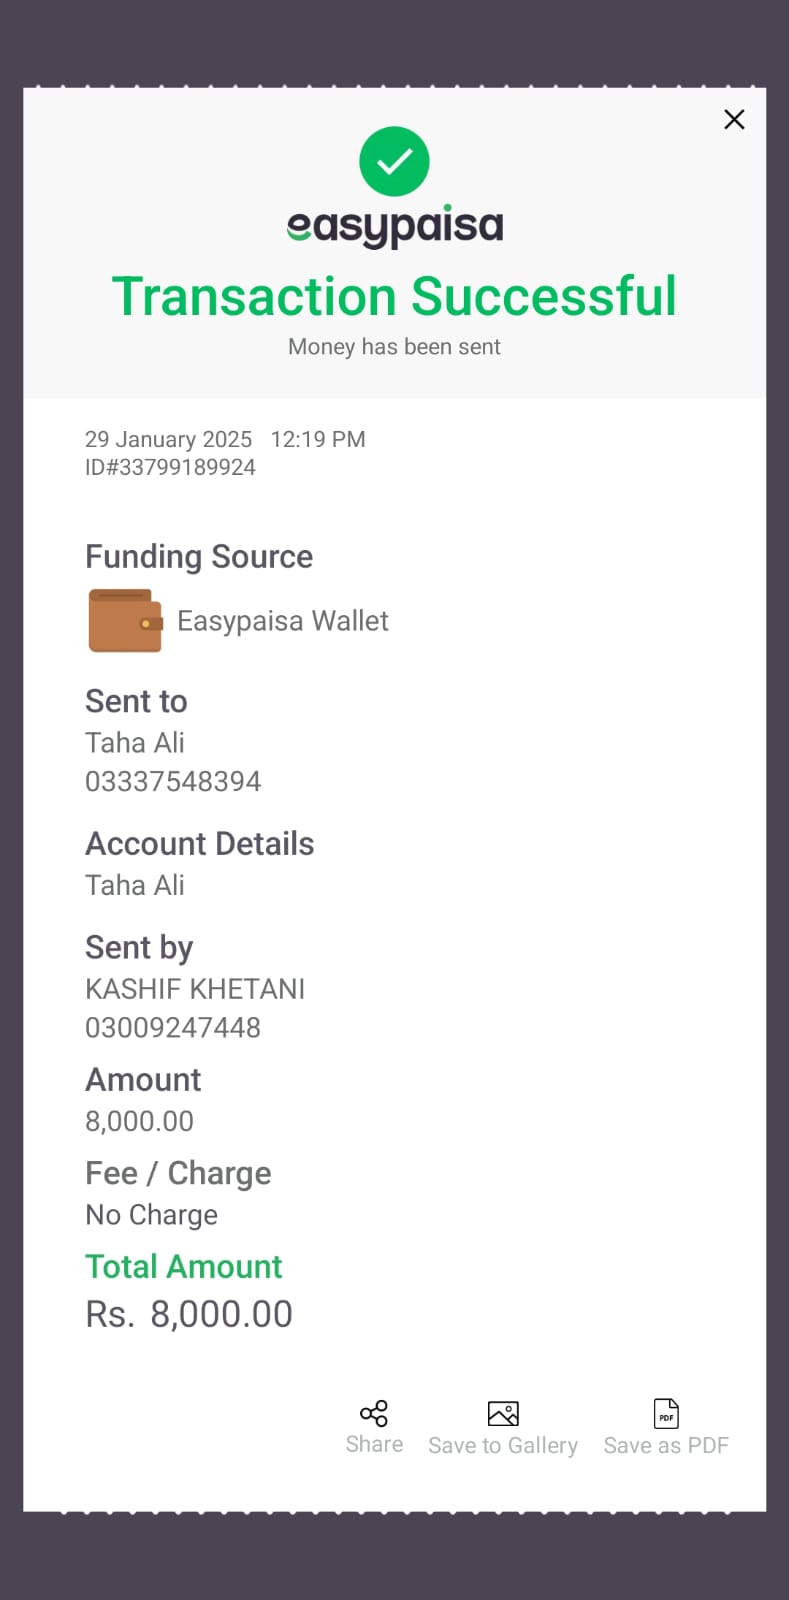 easypaisa
Transaction Successful
Money has been sent
29 January 2025 12:19 PM
ID#33799189924
Funding Source
Easypaisa Wallet
Sent to
Taha Ali
03337548394
Account Details
Taha Ali
Sent by
KASHIF KHETANI
03009247448
Amount
8,000.00
Fee / Charge
No Charge
Total Amount
Rs. 8,000.00
PDF
Share Save to Gallery Save as PDF